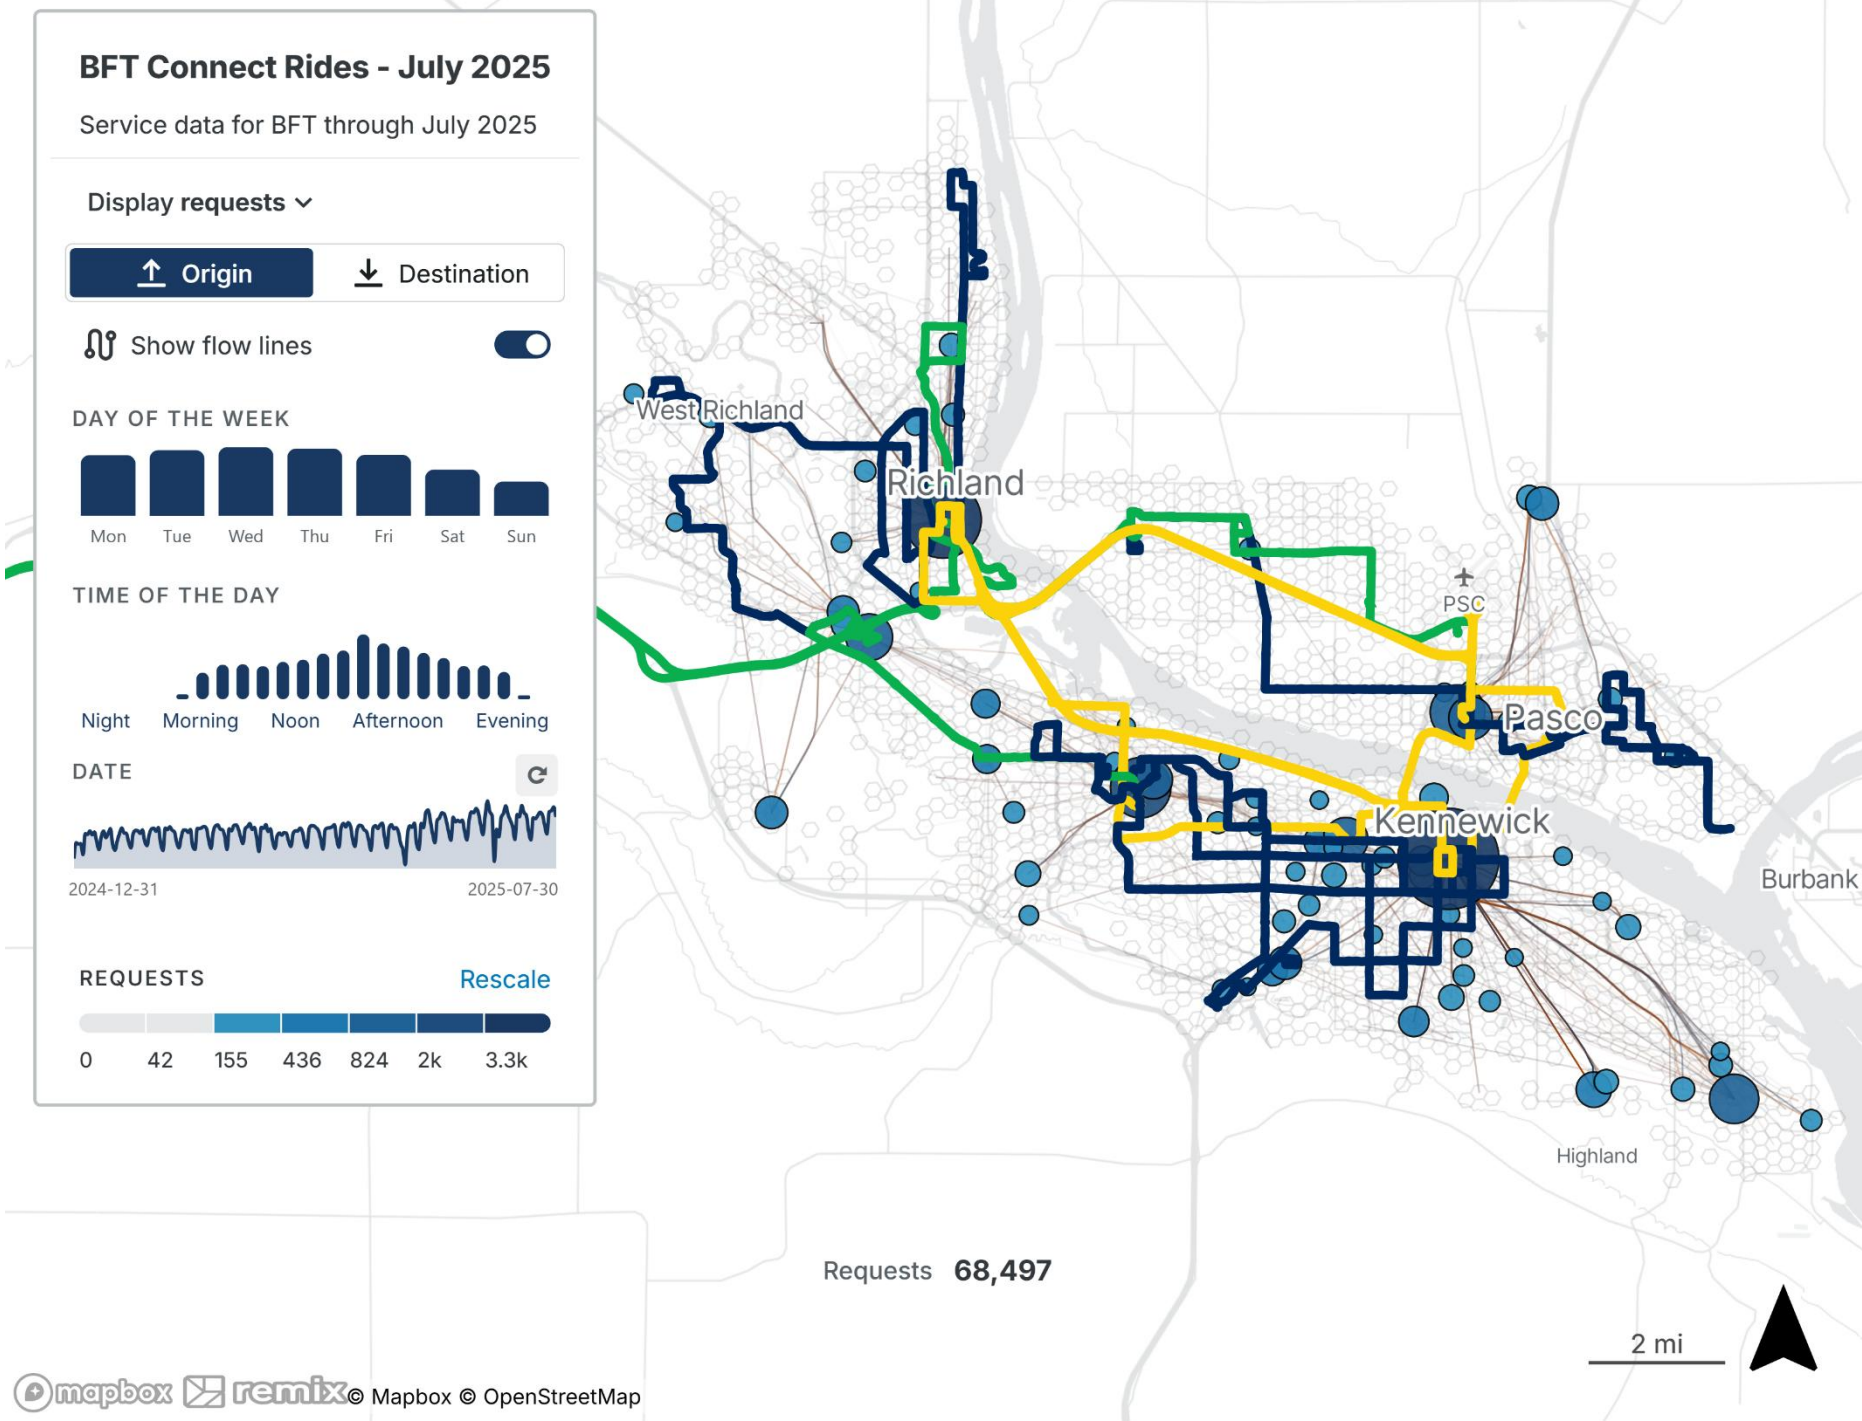 BFT Connect Rides - July 2025
Service data for BFT through July 2025
Display requests
Origin
Destination
Show flow lines
DAY OF THE WEEK
Mon Tue Wed Thu Fri Sat Sun
TIME OF THE DAY
Night Morning Noon Afternoon Evening
DATE
2024-12-31 2025-07-30
REQUESTS Rescale
0 42 155 436 824 2k 3.3k
West Richland
Richland
PSC
Pasco
Kennewick
Burbank
Highland
Requests 68,497
2 mi
mapbox remix © Mapbox © OpenStreetMap